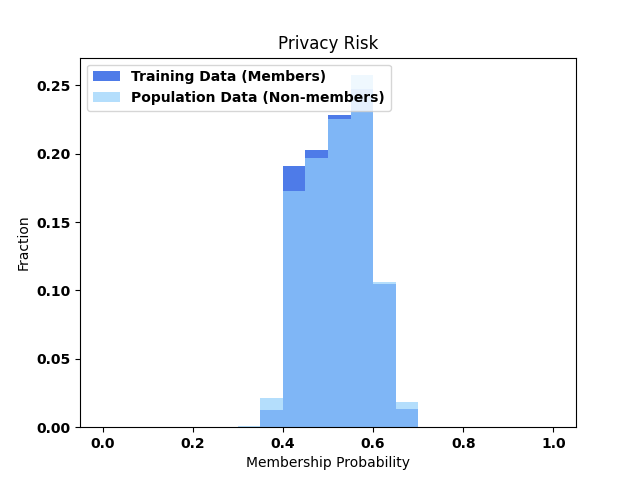 Privacy Risk
Training Data (Members)
Population Data (Non-members)
0.25
0.20
0.15
0.10
0.05
0.00
Fraction
0.0 0.2 0.4 0.6 0.8 1.0
Membership Probability